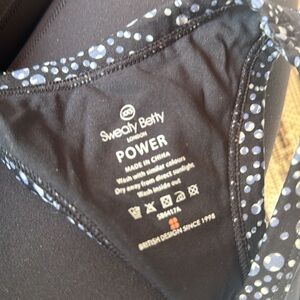 Sweaty Betty
LONDON
POWER
MADE IN CHINA
Wash with similar colours
Dry away from direct sunlight
Wash inside out
SB6417A
BRITISH DESIGN SINCE 1998